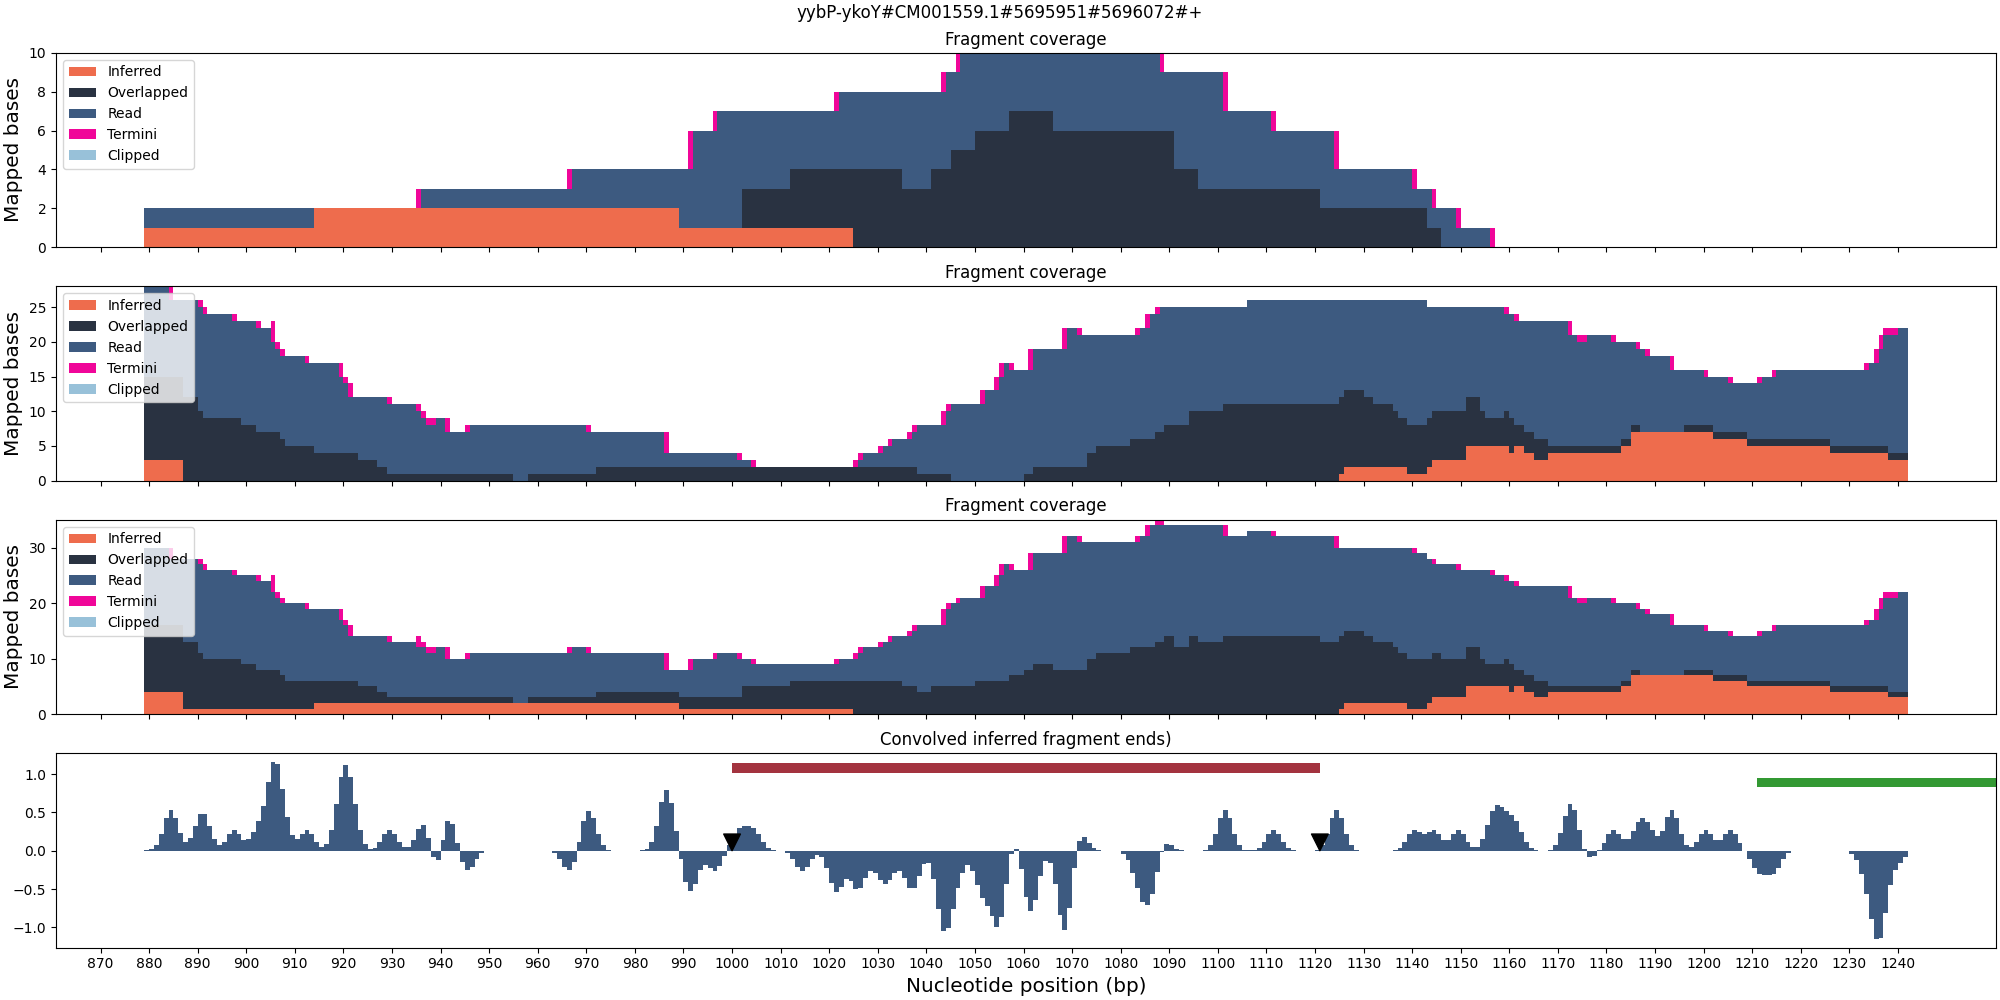 yybP-ykoY#CM001559.1#5695951#5696072#+
Fragment coverage
Mapped bases
10
8
6
4
2
0
Inferred
Overlapped
Read
Termini
Clipped
Fragment coverage
Mapped bases
25
20
15
10
5
0
Inferred
Overlapped
Read
Termini
Clipped
Fragment coverage
Mapped bases
30
20
10
0
Inferred
Overlapped
Read
Termini
Clipped
Convolved inferred fragment ends)
1.0
0.5
0.0
−0.5
−1.0
870 880 890 900 910 920 930 940 950 960 970 980 990 1000 1010 1020 1030 1040 1050 1060 1070 1080 1090 1100 1110 1120 1130 1140 1150 1160 1170 1180 1190 1200 1210 1220 1230 1240
Nucleotide position (bp)